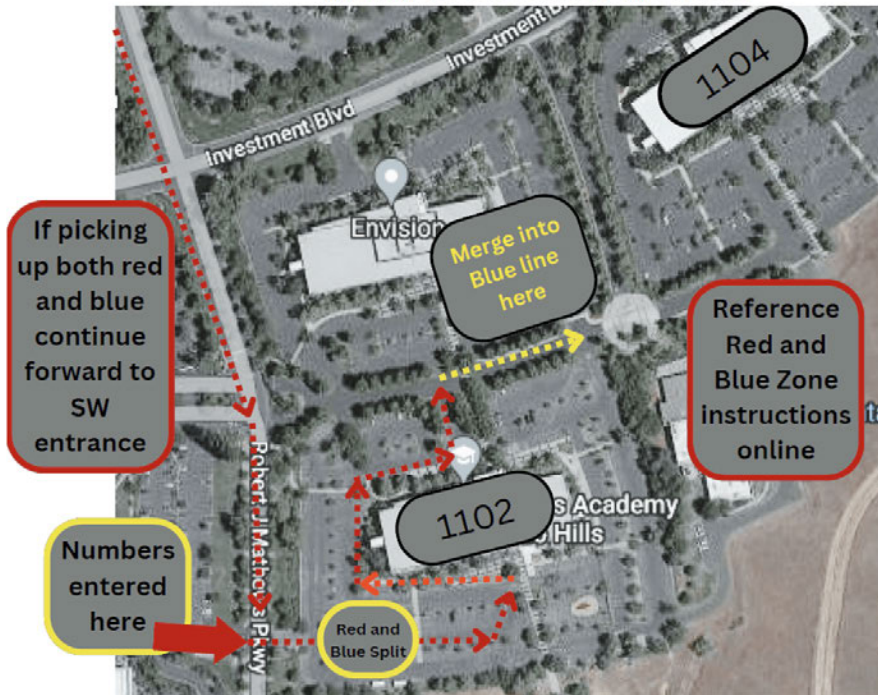 Investment Blvd
Investment
1104
If picking
up both red
and blue
continue
forward to
SW
entrance
Envision
Merge into
Blue line
here
Reference
Red and
Blue Zone
instructions
online
Robert J Mathews Pkwy
1102
s Academy
Hills
Numbers
entered
here
Red and
Blue Split